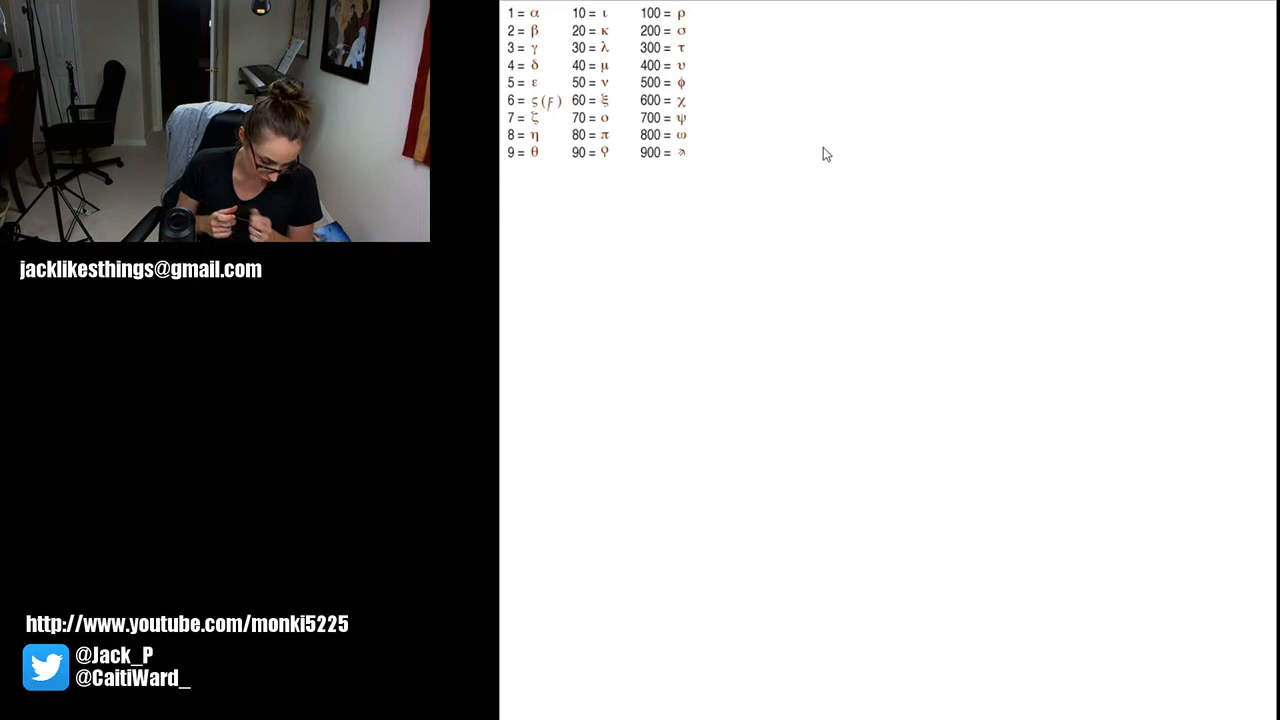 1 = α 10 = ι 100 = ρ
2 = β 20 = κ 200 = σ
3 = γ 30 = λ 300 = τ
4 = δ 40 = μ 400 = υ
5 = ε 50 = ν 500 = φ
6 = ς (ϝ) 60 = ξ 600 = χ
7 = ζ 70 = ο 700 = ψ
8 = η 80 = π 800 = ω
9 = θ 90 = ϙ 900 = ϡ
jacklikesthings@gmail.com
http://www.youtube.com/monki5225
@Jack_P
@CaitiWard_